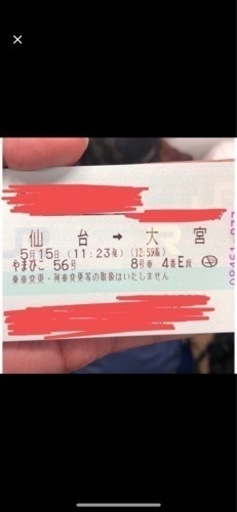 仙台 → 大宮
5月15日 (11:23発) (12:59着)
やまびこ 56号 8号車 4番E席
乗車変更・列車変更等の取扱はいたしません